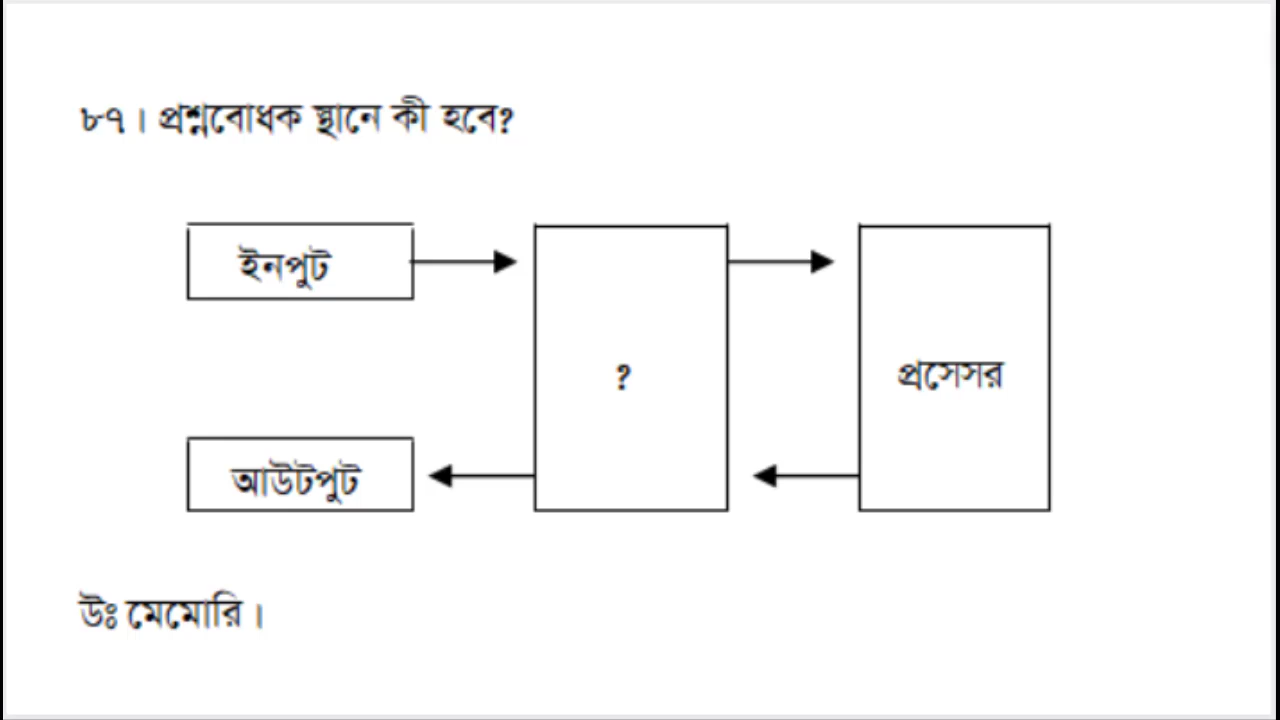 ৮৭। প্রশ্নবোধক স্থানে কী হবে?
ইনপুট
?
প্রসেসর
আউটপুট
উঃ মেমোরি।